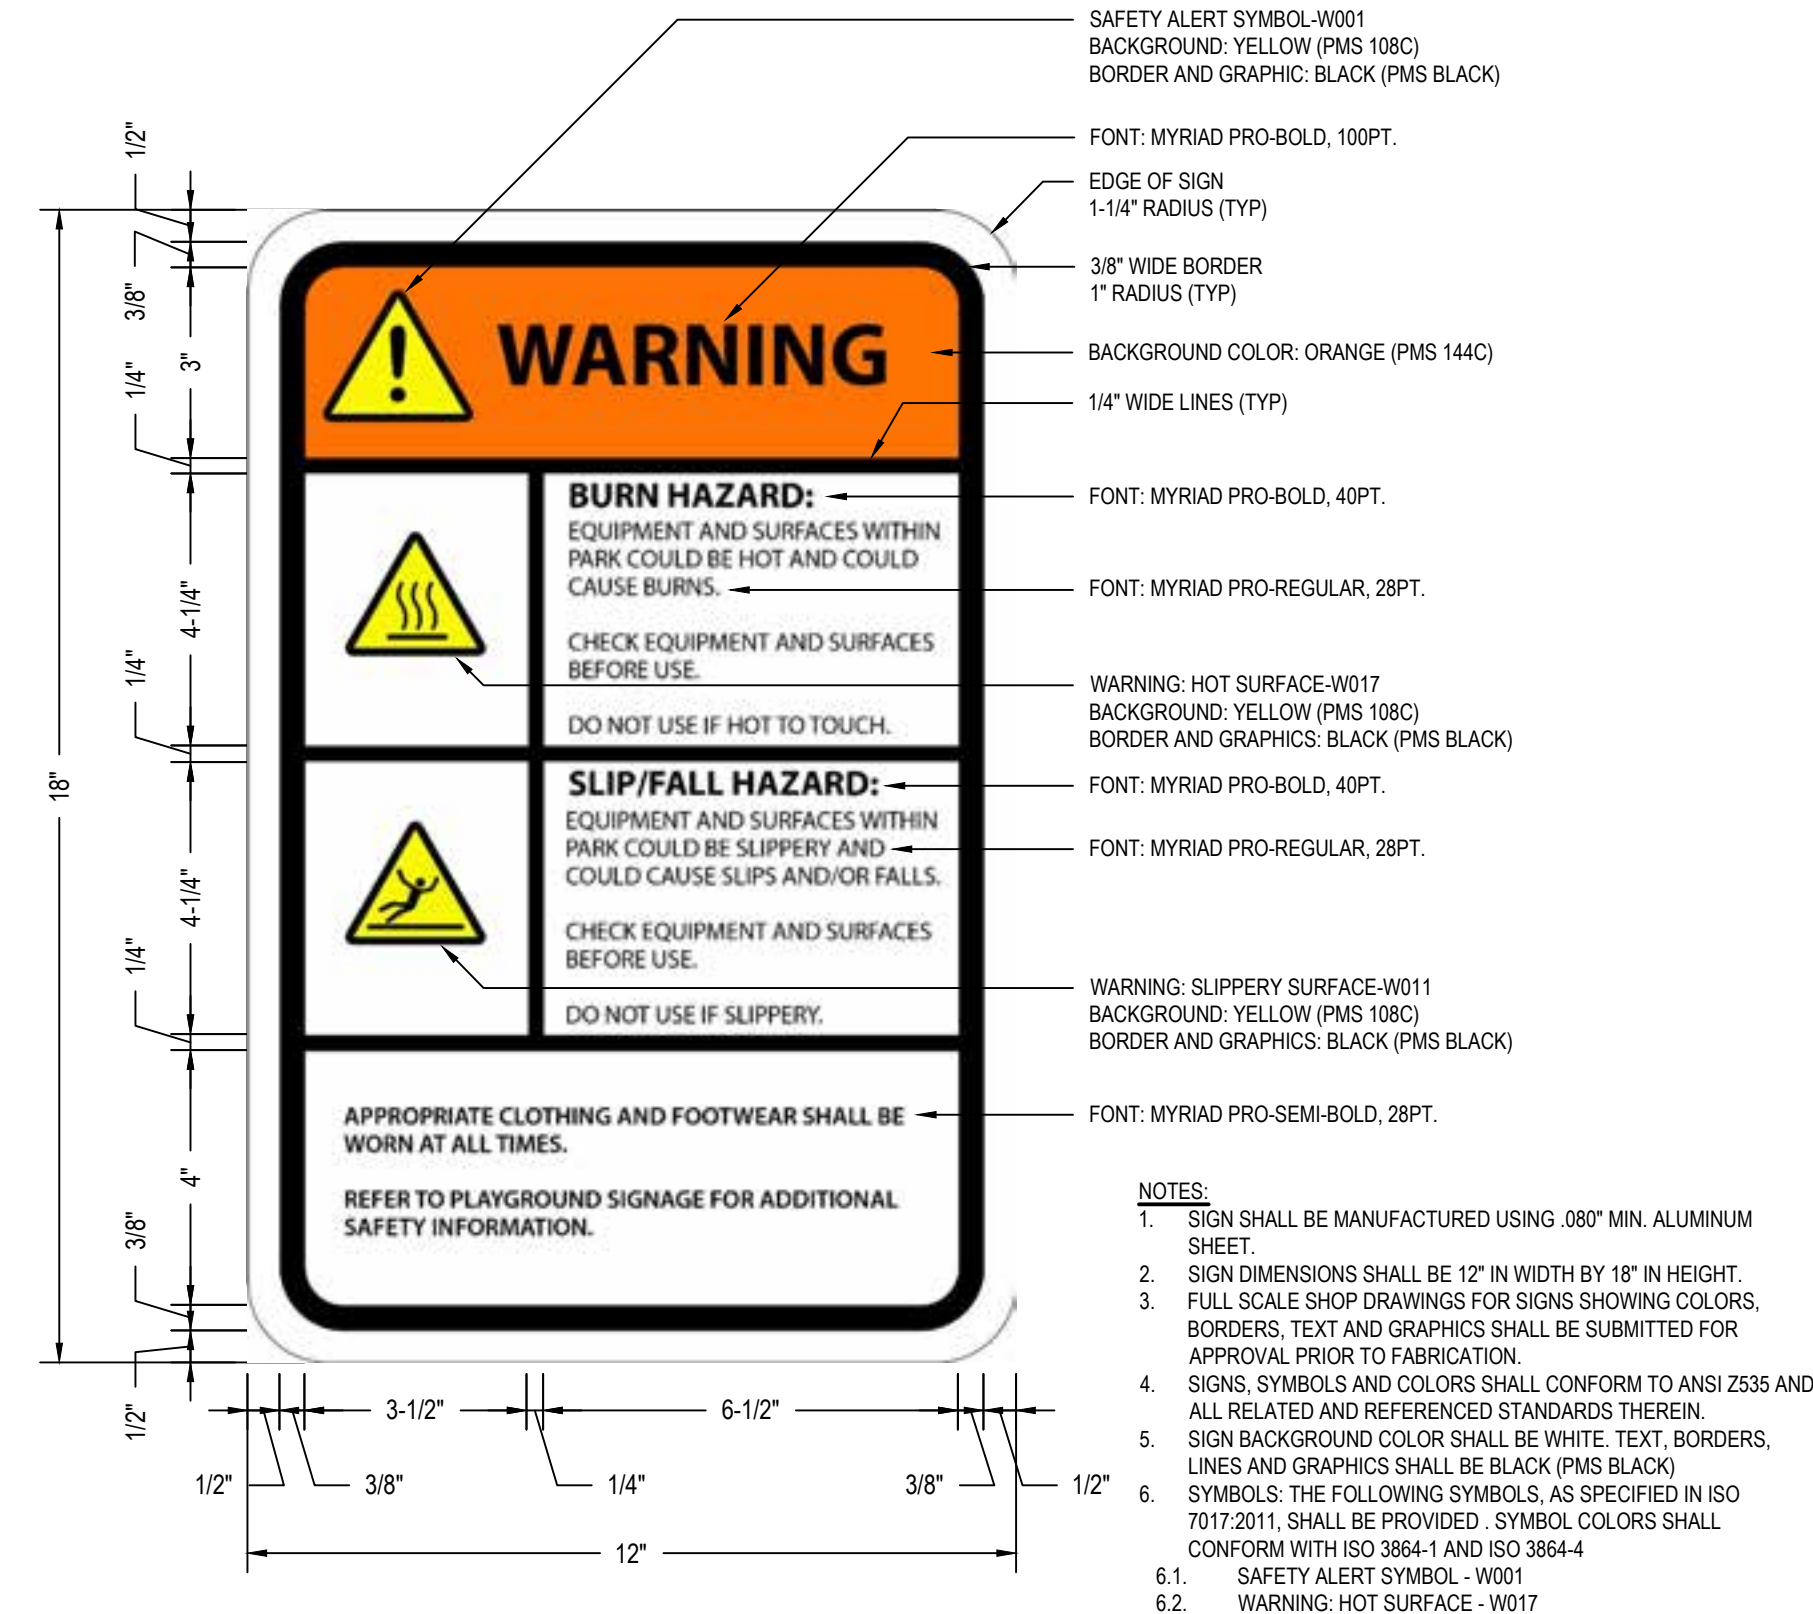 SAFETY ALERT SYMBOL-W001
BACKGROUND: YELLOW (PMS 108C)
BORDER AND GRAPHIC: BLACK (PMS BLACK)
FONT: MYRIAD PRO-BOLD, 100PT.
EDGE OF SIGN
1-1/4" RADIUS (TYP)
3/8" WIDE BORDER
1" RADIUS (TYP)
BACKGROUND COLOR: ORANGE (PMS 144C)
1/4" WIDE LINES (TYP)
FONT: MYRIAD PRO-BOLD, 40PT.
FONT: MYRIAD PRO-REGULAR, 28PT.
WARNING: HOT SURFACE-W017
BACKGROUND: YELLOW (PMS 108C)
BORDER AND GRAPHICS: BLACK (PMS BLACK)
FONT: MYRIAD PRO-BOLD, 40PT.
FONT: MYRIAD PRO-REGULAR, 28PT.
WARNING: SLIPPERY SURFACE-W011
BACKGROUND: YELLOW (PMS 108C)
BORDER AND GRAPHICS: BLACK (PMS BLACK)
FONT: MYRIAD PRO-SEMI-BOLD, 28PT.
1/2"
3/8"
3"
1/4"
4-1/4"
1/4"
18"
4-1/4"
1/4"
4"
3/8"
1/2"
WARNING
BURN HAZARD:
EQUIPMENT AND SURFACES WITHIN
PARK COULD BE HOT AND COULD
CAUSE BURNS.
CHECK EQUIPMENT AND SURFACES
BEFORE USE.
DO NOT USE IF HOT TO TOUCH.
SLIP/FALL HAZARD:
EQUIPMENT AND SURFACES WITHIN
PARK COULD BE SLIPPERY AND
COULD CAUSE SLIPS AND/OR FALLS.
CHECK EQUIPMENT AND SURFACES
BEFORE USE.
DO NOT USE IF SLIPPERY.
APPROPRIATE CLOTHING AND FOOTWEAR SHALL BE
WORN AT ALL TIMES.
REFER TO PLAYGROUND SIGNAGE FOR ADDITIONAL
SAFETY INFORMATION.
3-1/2"
6-1/2"
1/2"
3/8"
1/4"
3/8"
1/2"
12"
NOTES:
1. SIGN SHALL BE MANUFACTURED USING .080" MIN. ALUMINUM
SHEET.
2. SIGN DIMENSIONS SHALL BE 12" IN WIDTH BY 18" IN HEIGHT.
3. FULL SCALE SHOP DRAWINGS FOR SIGNS SHOWING COLORS,
BORDERS, TEXT AND GRAPHICS SHALL BE SUBMITTED FOR
APPROVAL PRIOR TO FABRICATION.
4. SIGNS, SYMBOLS AND COLORS SHALL CONFORM TO ANSI Z535 AND
ALL RELATED AND REFERENCED STANDARDS THEREIN.
5. SIGN BACKGROUND COLOR SHALL BE WHITE. TEXT, BORDERS,
LINES AND GRAPHICS SHALL BE BLACK (PMS BLACK)
6. SYMBOLS: THE FOLLOWING SYMBOLS, AS SPECIFIED IN ISO
7017:2011, SHALL BE PROVIDED . SYMBOL COLORS SHALL
CONFORM WITH ISO 3864-1 AND ISO 3864-4
6.1. SAFETY ALERT SYMBOL - W001
6.2. WARNING: HOT SURFACE - W017